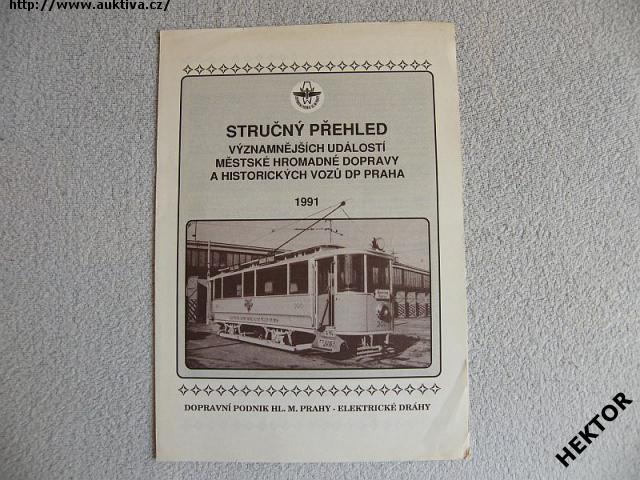 http://www.auktiva.cz/
STRUČNÝ PŘEHLED
VÝZNAMNĚJŠÍCH UDÁLOSTÍ
MĚSTSKÉ HROMADNÉ DOPRAVY
A HISTORICKÝCH VOZŮ DP PRAHA
1991
DOPRAVNÍ PODNIK HL. M. PRAHY - ELEKTRICKÉ DRÁHY
HEKTOR